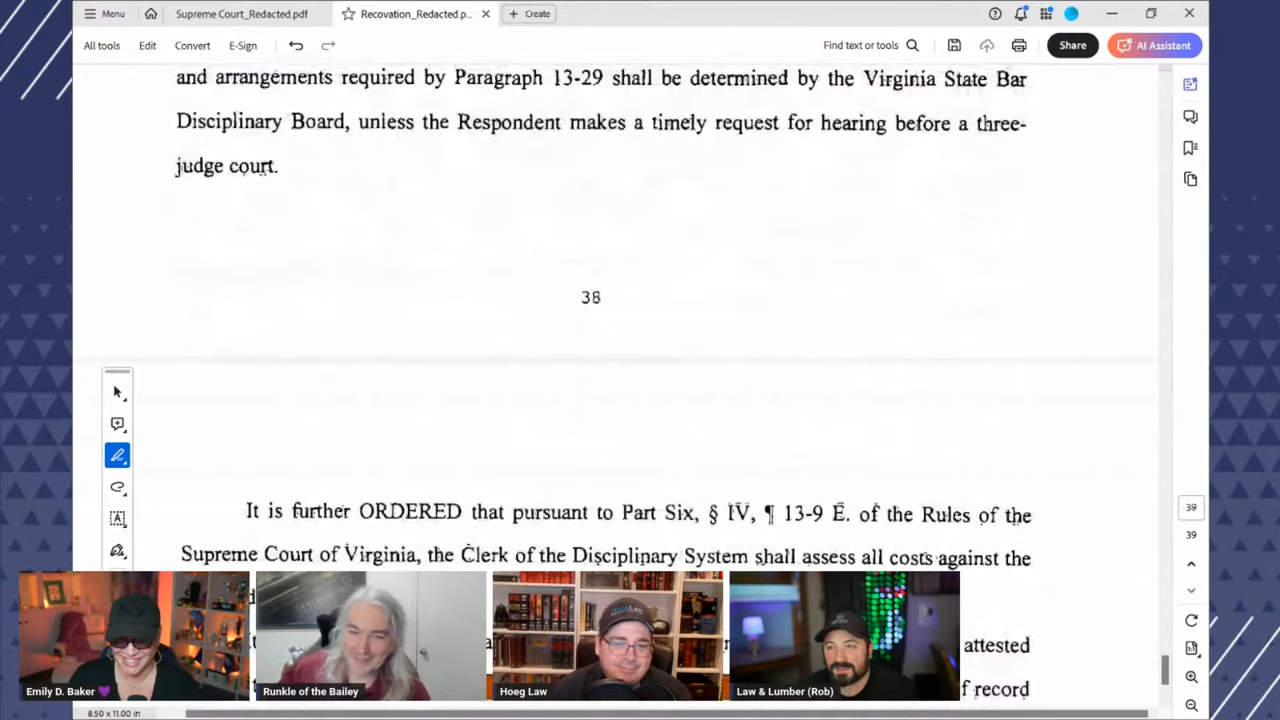 Menu
Supreme Court_Redacted.pdf
Recovation_Redacted.p...
Create
All tools
Edit
Convert
E-Sign
Find text or tools
Share
AI Assistant
and arrangements required by Paragraph 13-29 shall be determined by the Virginia State Bar
Disciplinary Board, unless the Respondent makes a timely request for hearing before a three-
judge court.
38
It is further ORDERED that pursuant to Part Six, § IV, ¶ 13-9 E. of the Rules of the
Supreme Court of Virginia, the Clerk of the Disciplinary System shall assess all costs against the
attested
f record
39
39
Emily D. Baker 💜
Runkle of the Bailey
Hoeg Law
Law & Lumber (Rob)
8.50 x 11.00 in